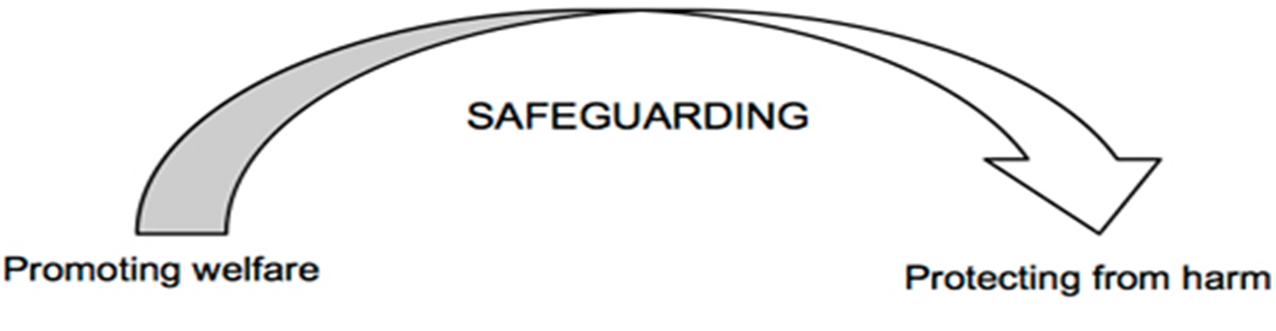 SAFEGUARDING
Promoting welfare
Protecting from harm